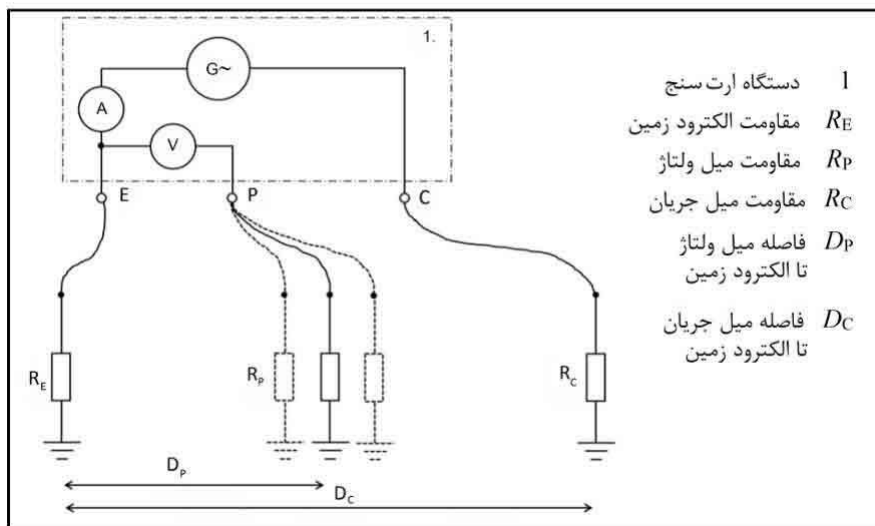 1.
G~
A
V
E
P
C
R_E
R_P
R_C
D_P
D_C
1 دستگاه ارت سنج
R_E مقاومت الکترود زمین
R_P مقاومت میل ولتاژ
R_C مقاومت میل جریان
D_P فاصله میل ولتاژ
تا الکترود زمین
D_C فاصله میل جریان
تا الکترود زمین